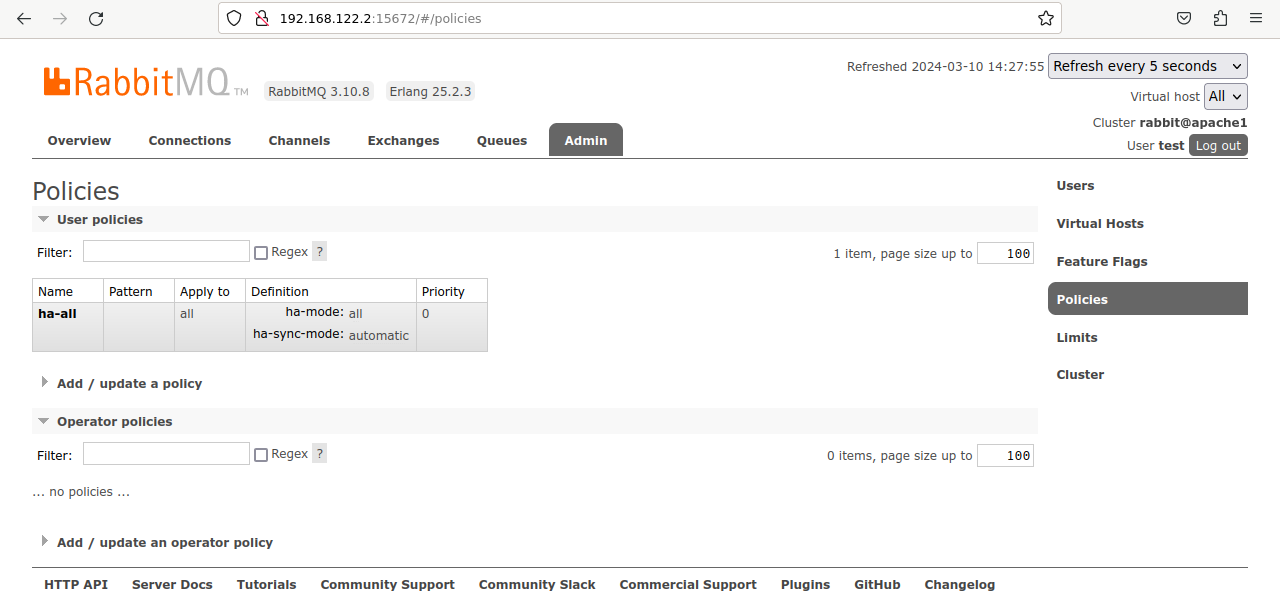 192.168.122.2:15672/#/policies
RabbitMQ TM RabbitMQ 3.10.8 Erlang 25.2.3
Refreshed 2024-03-10 14:27:55 Refresh every 5 seconds
Virtual host All
Cluster rabbit@apache1
User test Log out
Overview Connections Channels Exchanges Queues Admin
Policies
User policies
Filter: Regex ? 1 item, page size up to 100
Name Pattern Apply to Definition Priority
ha-all all ha-mode: all 0
ha-sync-mode: automatic
Add / update a policy
Operator policies
Filter: Regex ? 0 items, page size up to 100
... no policies ...
Add / update an operator policy
Users
Virtual Hosts
Feature Flags
Policies
Limits
Cluster
HTTP API Server Docs Tutorials Community Support Community Slack Commercial Support Plugins GitHub Changelog